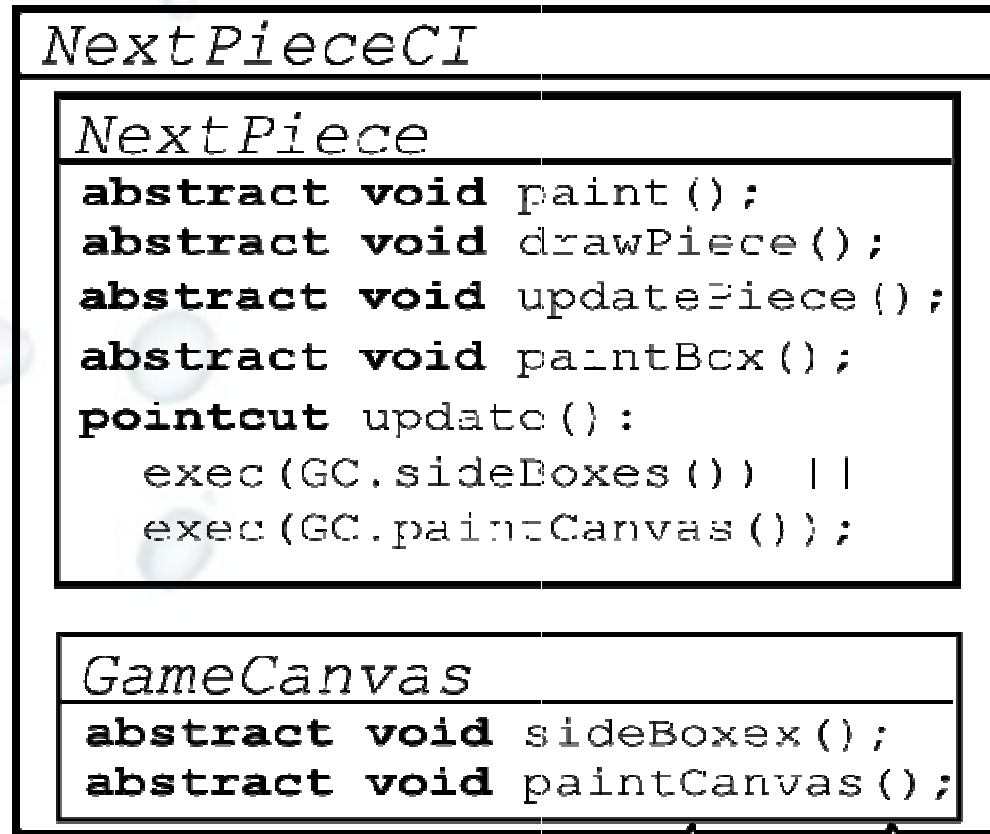 NextPieceCI
NextPiece
abstract void paint();
abstract void drawPiece();
abstract void updatePiece();
abstract void paintBox();
pointcut update():
exec(GC.sideBoxes()) ||
exec(GC.paintCanvas());
GameCanvas
abstract void sideBoxex();
abstract void paintCanvas();